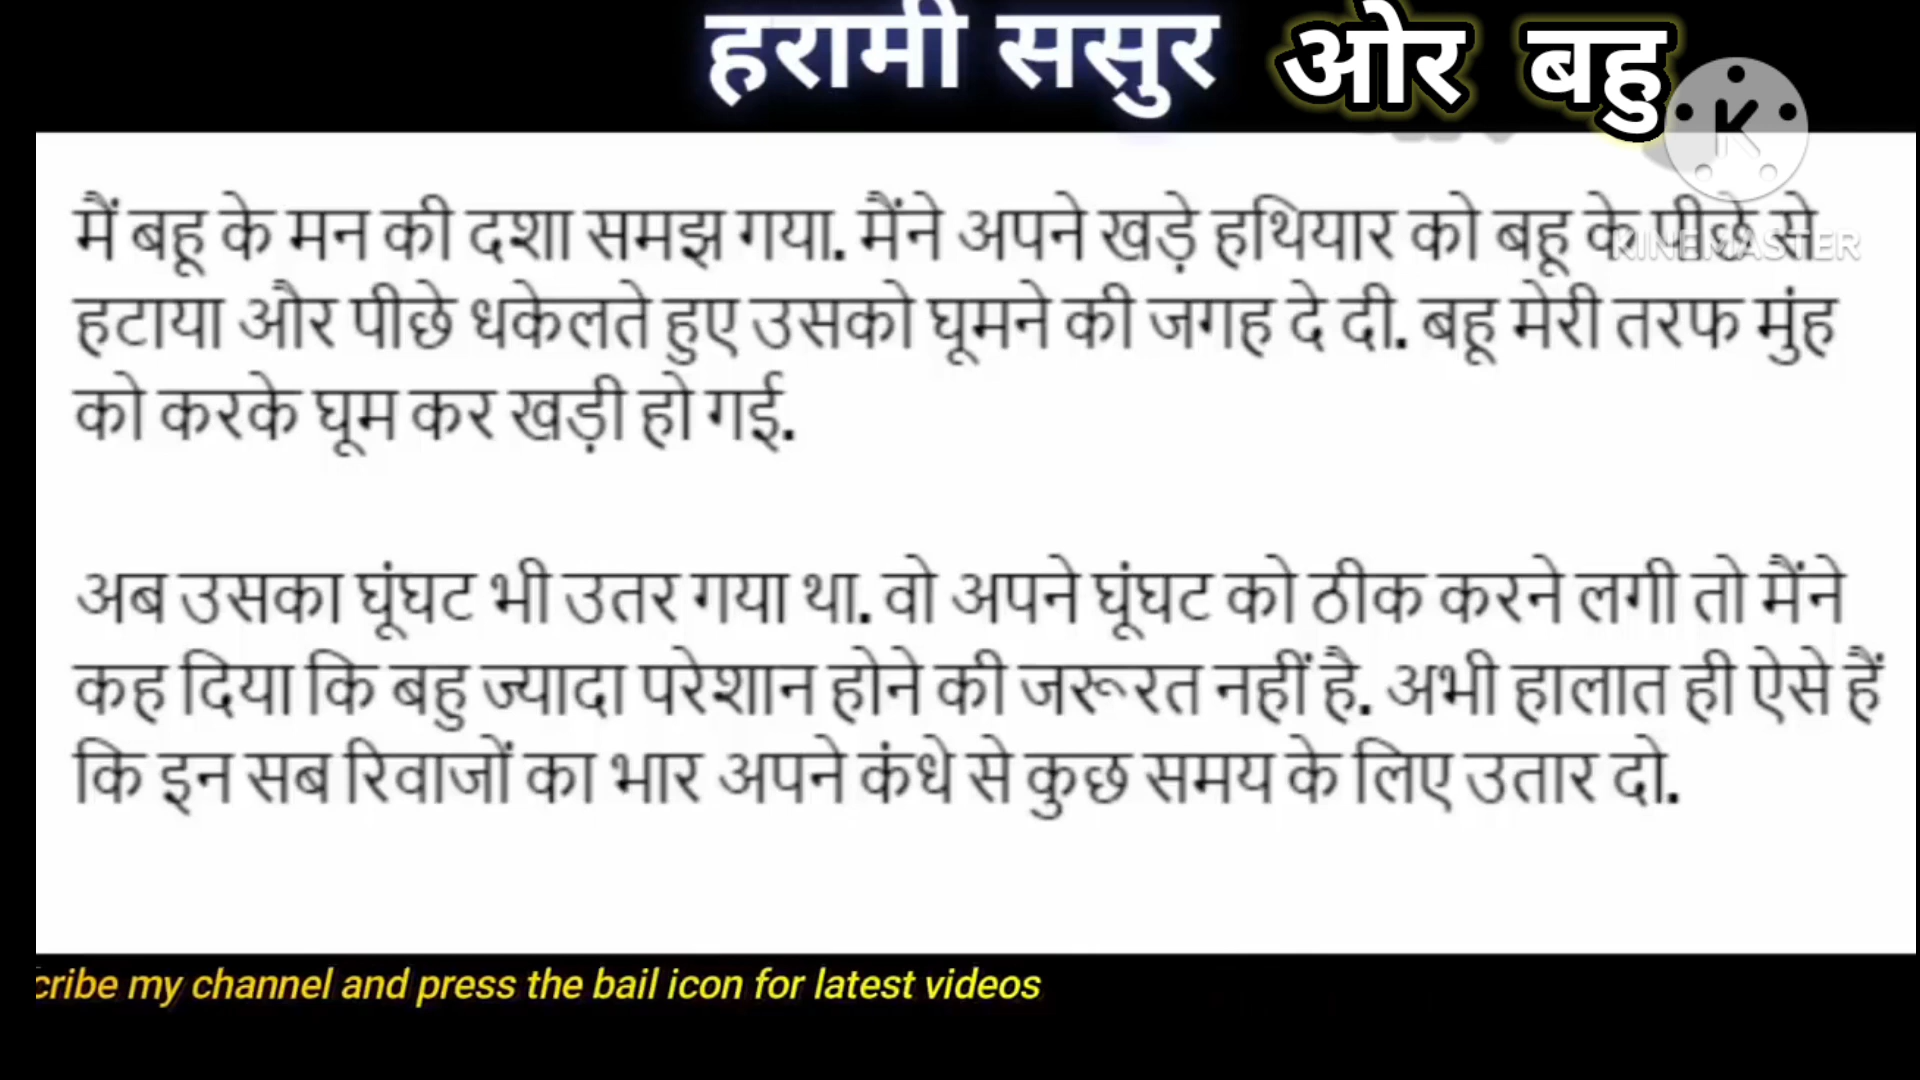 हरामी ससुर ओर बहु
मैं बहू के मन की दशा समझ गया. मैंने अपने खड़े हथियार को बहू के पीछे से
हटाया और पीछे धकेलते हुए उसको घूमने की जगह दे दी. बहू मेरी तरफ मुंह
को करके घूम कर खड़ी हो गई.
अब उसका घूंघट भी उतर गया था. वो अपने घूंघट को ठीक करने लगी तो मैंने
कह दिया कि बहु ज्यादा परेशान होने की जरूरत नहीं है. अभी हालात ही ऐसे हैं
कि इन सब रिवाजों का भार अपने कंधे से कुछ समय के लिए उतार दो.
cribe my channel and press the bail icon for latest videos
K
KINEMASTER